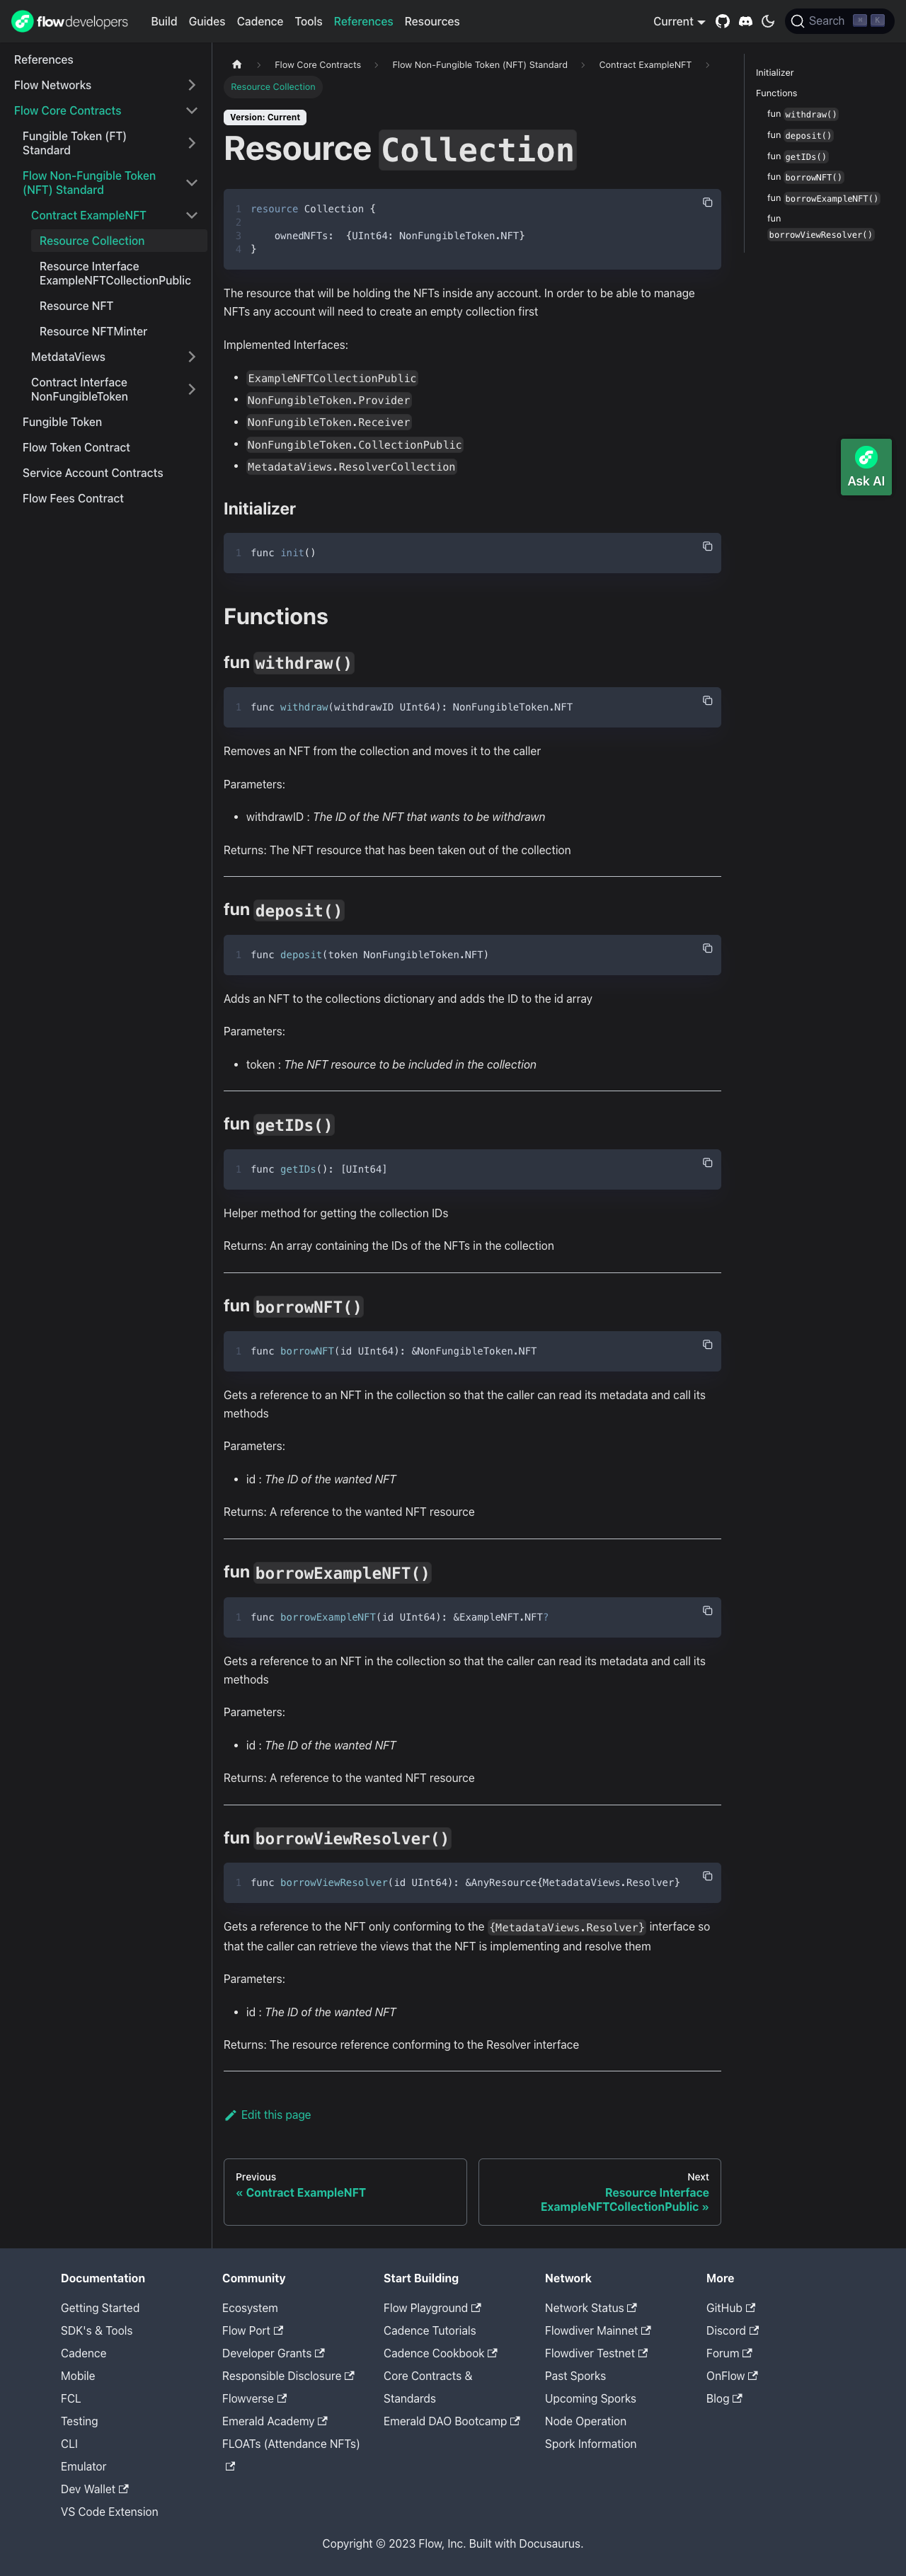 flowdevelopers Build Guides Cadence Tools References Resources Current Search K
References
Flow Networks
Flow Core Contracts
Fungible Token (FT)
Standard
Flow Non-Fungible Token
(NFT) Standard
Contract ExampleNFT
Resource Collection
Resource Interface
ExampleNFTCollectionPublic
Resource NFT
Resource NFTMinter
MetdataViews
Contract Interface
NonFungibleToken
Fungible Token
Flow Token Contract
Service Account Contracts
Flow Fees Contract
Flow Core Contracts Flow Non-Fungible Token (NFT) Standard Contract ExampleNFT
Resource Collection
Version: Current
Resource Collection
1 resource Collection {
2
3 ownedNFTs: {UInt64: NonFungibleToken.NFT}
4 }
The resource that will be holding the NFTs inside any account. In order to be able to manage
NFTs any account will need to create an empty collection first
Implemented Interfaces:
• ExampleNFTCollectionPublic
• NonFungibleToken.Provider
• NonFungibleToken.Receiver
• NonFungibleToken.CollectionPublic
• MetadataViews.ResolverCollection
Initializer
1 func init()
Functions
fun withdraw()
1 func withdraw(withdrawID UInt64): NonFungibleToken.NFT
Removes an NFT from the collection and moves it to the caller
Parameters:
• withdrawID : The ID of the NFT that wants to be withdrawn
Returns: The NFT resource that has been taken out of the collection
fun deposit()
1 func deposit(token NonFungibleToken.NFT)
Adds an NFT to the collections dictionary and adds the ID to the id array
Parameters:
• token : The NFT resource to be included in the collection
fun getIDs()
1 func getIDs(): [UInt64]
Helper method for getting the collection IDs
Returns: An array containing the IDs of the NFTs in the collection
fun borrowNFT()
1 func borrowNFT(id UInt64): &NonFungibleToken.NFT
Gets a reference to an NFT in the collection so that the caller can read its metadata and call its
methods
Parameters:
• id : The ID of the wanted NFT
Returns: A reference to the wanted NFT resource
fun borrowExampleNFT()
1 func borrowExampleNFT(id UInt64): &ExampleNFT.NFT?
Gets a reference to an NFT in the collection so that the caller can read its metadata and call its
methods
Parameters:
• id : The ID of the wanted NFT
Returns: A reference to the wanted NFT resource
fun borrowViewResolver()
1 func borrowViewResolver(id UInt64): &AnyResource{MetadataViews.Resolver}
Gets a reference to the NFT only conforming to the {MetadataViews.Resolver} interface so
that the caller can retrieve the views that the NFT is implementing and resolve them
Parameters:
• id : The ID of the wanted NFT
Returns: The resource reference conforming to the Resolver interface
Edit this page
Previous
« Contract ExampleNFT
Next
Resource Interface
ExampleNFTCollectionPublic »
Initializer
Functions
fun withdraw()
fun deposit()
fun getIDs()
fun borrowNFT()
fun borrowExampleNFT()
fun
borrowViewResolver()
Ask AI
Documentation
Getting Started
SDK's & Tools
Cadence
Mobile
FCL
Testing
CLI
Emulator
Dev Wallet
VS Code Extension
Community
Ecosystem
Flow Port
Developer Grants
Responsible Disclosure
Flowverse
Emerald Academy
FLOATs (Attendance NFTs)
Start Building
Flow Playground
Cadence Tutorials
Cadence Cookbook
Core Contracts &
Standards
Emerald DAO Bootcamp
Network
Network Status
Flowdiver Mainnet
Flowdiver Testnet
Past Sporks
Upcoming Sporks
Node Operation
Spork Information
More
GitHub
Discord
Forum
OnFlow
Blog
Copyright © 2023 Flow, Inc. Built with Docusaurus.